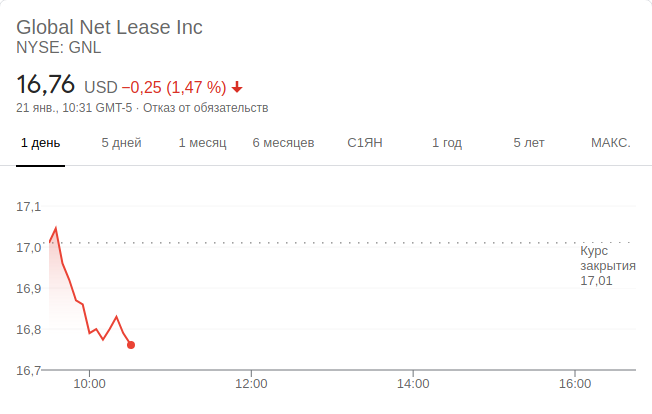 Global Net Lease Inc
NYSE: GNL
16,76 USD −0,25 (1,47 %)
21 янв., 10:31 GMT-5 · Отказ от обязательств
1 день 5 дней 1 месяц 6 месяцев С1ЯН 1 год 5 лет МАКС.
17,1
17,0
Курс
закрытия
17,01
16,9
16,8
16,7
10:00 12:00 14:00 16:00